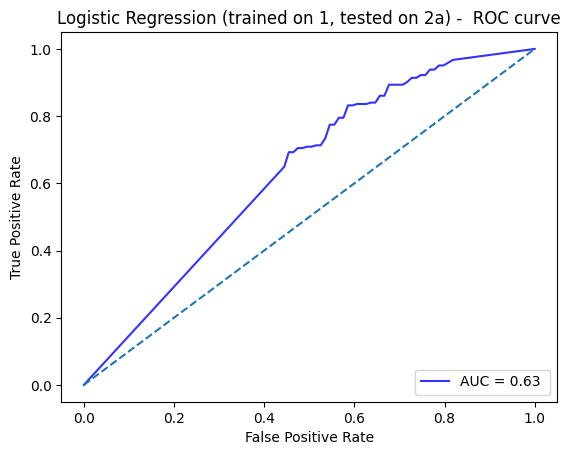 Logistic Regression (trained on 1, tested on 2a) -  ROC curve
True Positive Rate
1.0
0.8
0.6
0.4
0.2
0.0
AUC = 0.63
0.0 0.2 0.4 0.6 0.8 1.0
False Positive Rate